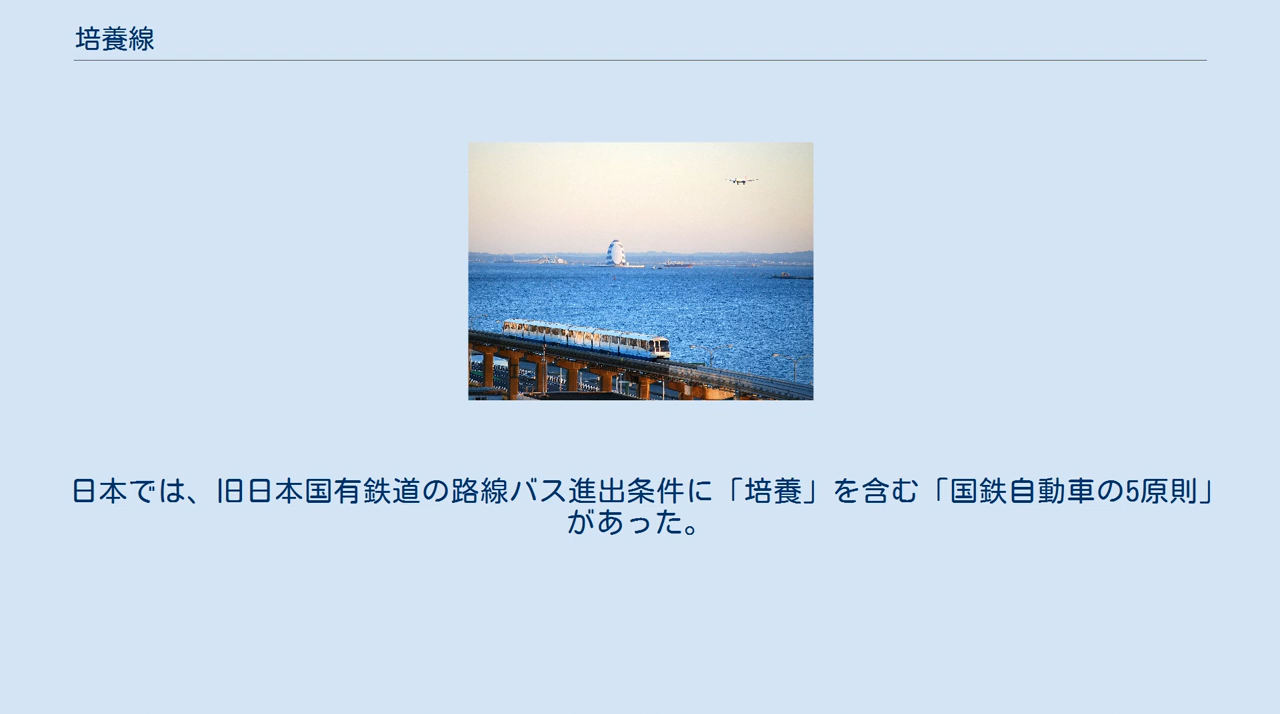 培養線
日本では、旧日本国有鉄道の路線バス進出条件に「培養」を含む「国鉄自動車の5原則」
があった。